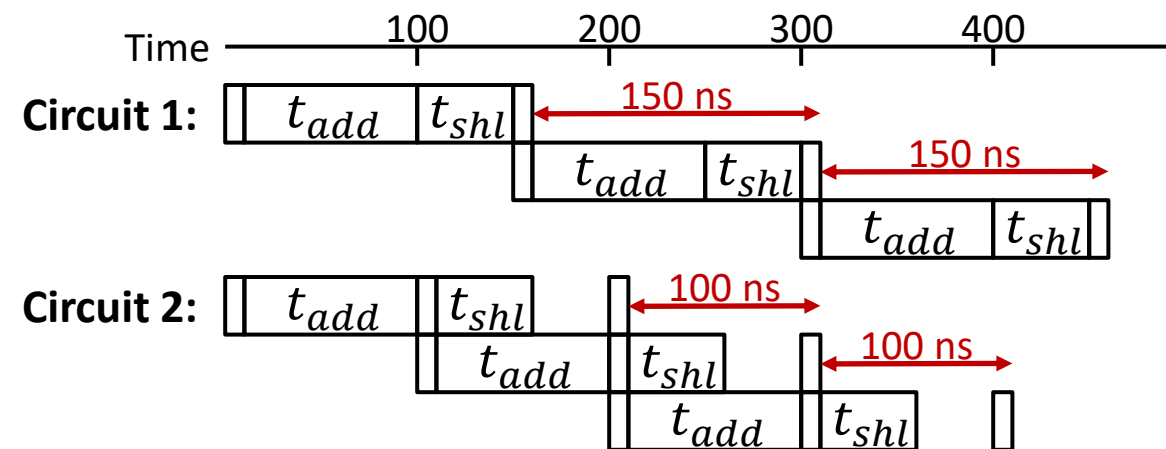 100 200 300 400
Time
Circuit 1: t_add t_shl 150 ns
t_add t_shl 150 ns
t_add t_shl
Circuit 2: t_add t_shl 100 ns
t_add t_shl 100 ns
t_add t_shl